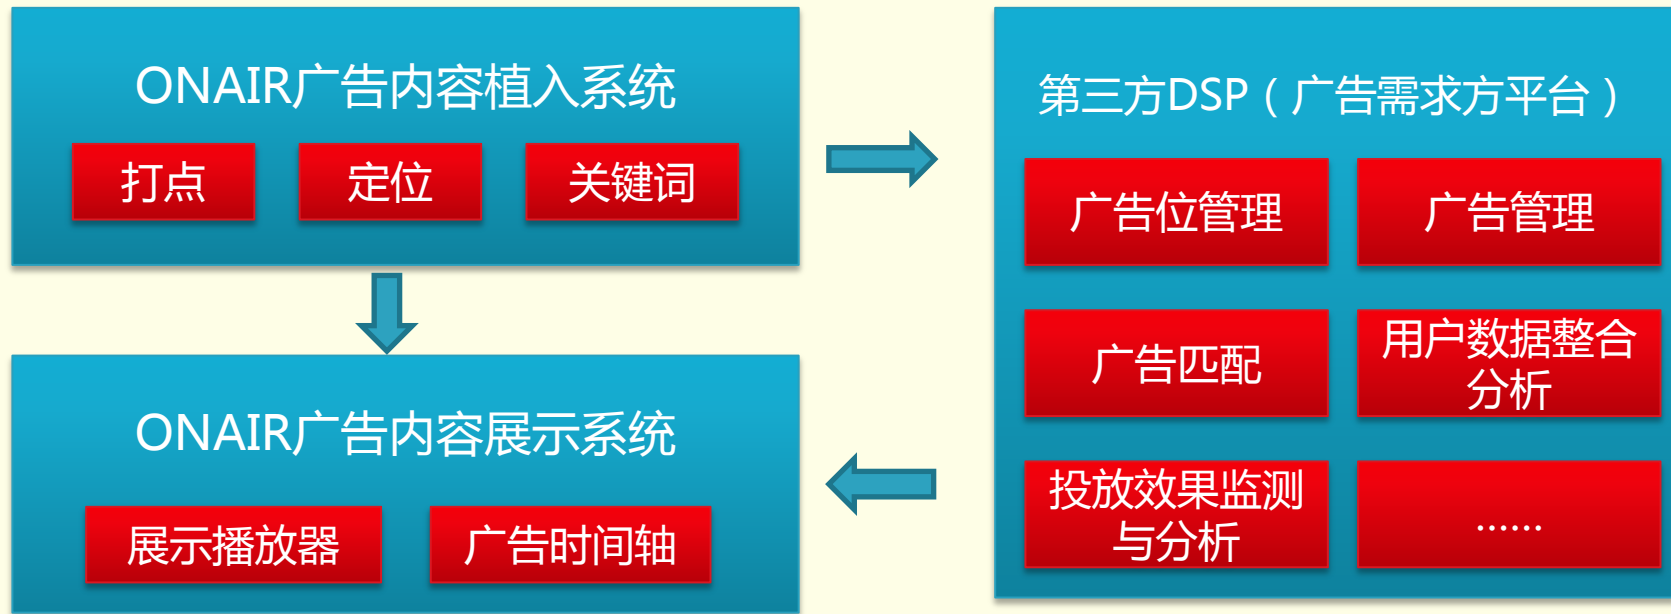 ONAIR广告内容植入系统
打点
定位
关键词
ONAIR广告内容展示系统
展示播放器
广告时间轴
第三方DSP（广告需求方平台）
广告位管理
广告管理
广告匹配
用户数据整合
分析
投放效果监测
与分析
......